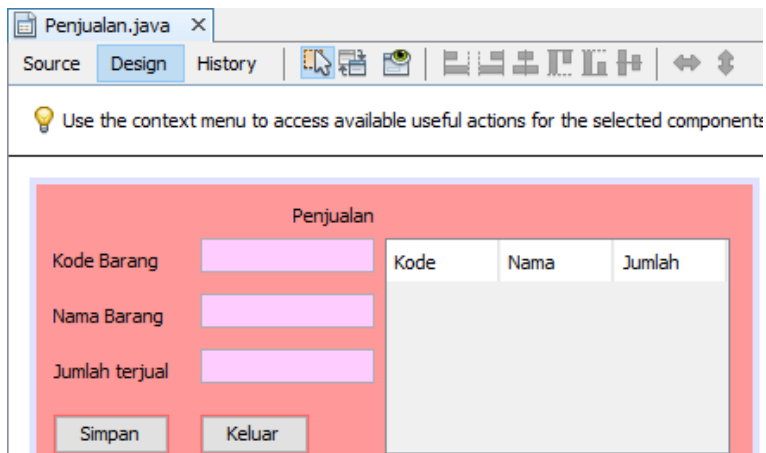 Penjualan.java
Source Design History
Use the context menu to access available useful actions for the selected components
Penjualan
Kode Barang
Kode Nama Jumlah
Nama Barang
Jumlah terjual
Simpan Keluar